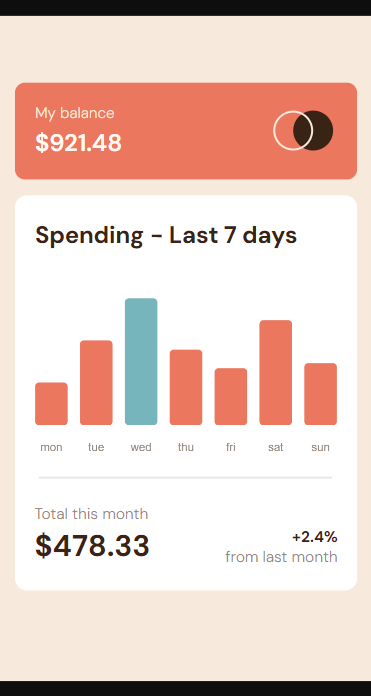 My balance
$921.48
Spending - Last 7 days
mon tue wed thu fri sat sun
Total this month
$478.33
+2.4%
from last month